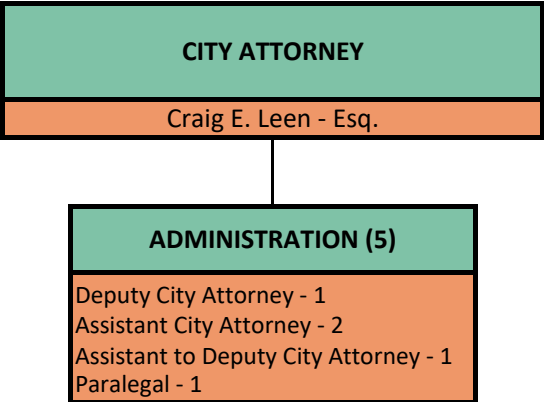 CITY ATTORNEY
Craig E. Leen - Esq.
ADMINISTRATION (5)
Deputy City Attorney - 1
Assistant City Attorney - 2
Assistant to Deputy City Attorney - 1
Paralegal - 1